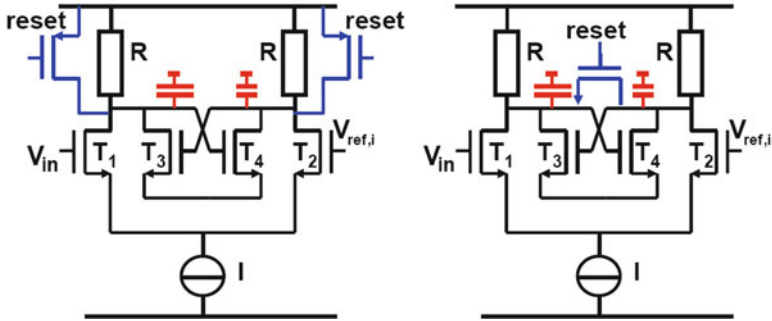 reset
R
R
reset
V_in
T_1
T_3
T_4
T_2
V_ref,i
I
reset
R
R
V_in
T_1
T_3
T_4
T_2
V_ref,i
I